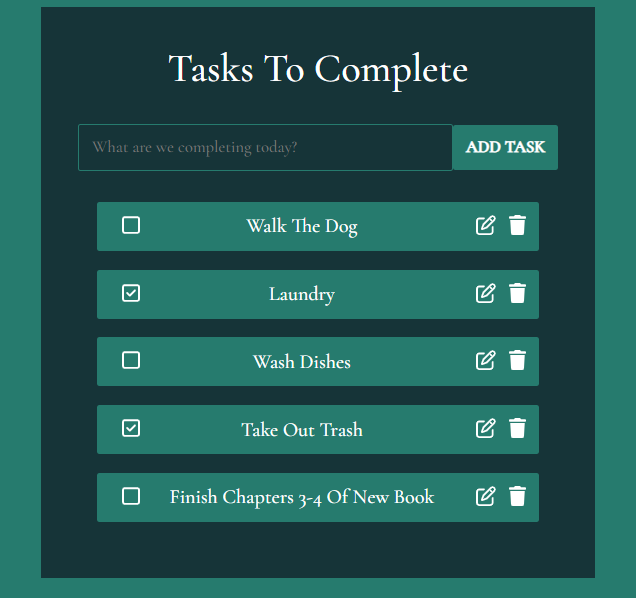 Tasks To Complete
What are we completing today?
ADD TASK
Walk The Dog
Laundry
Wash Dishes
Take Out Trash
Finish Chapters 3-4 Of New Book